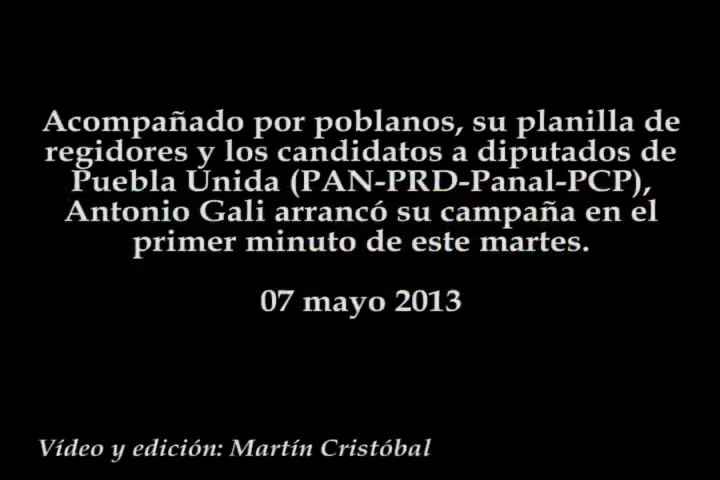 Acompañado por poblanos, su planilla de
regidores y los candidatos a diputados de
Puebla Unida (PAN-PRD-Panal-PCP),
Antonio Gali arrancó su campaña en el
primer minuto de este martes.
07 mayo 2013
Vídeo y edición: Martín Cristóbal